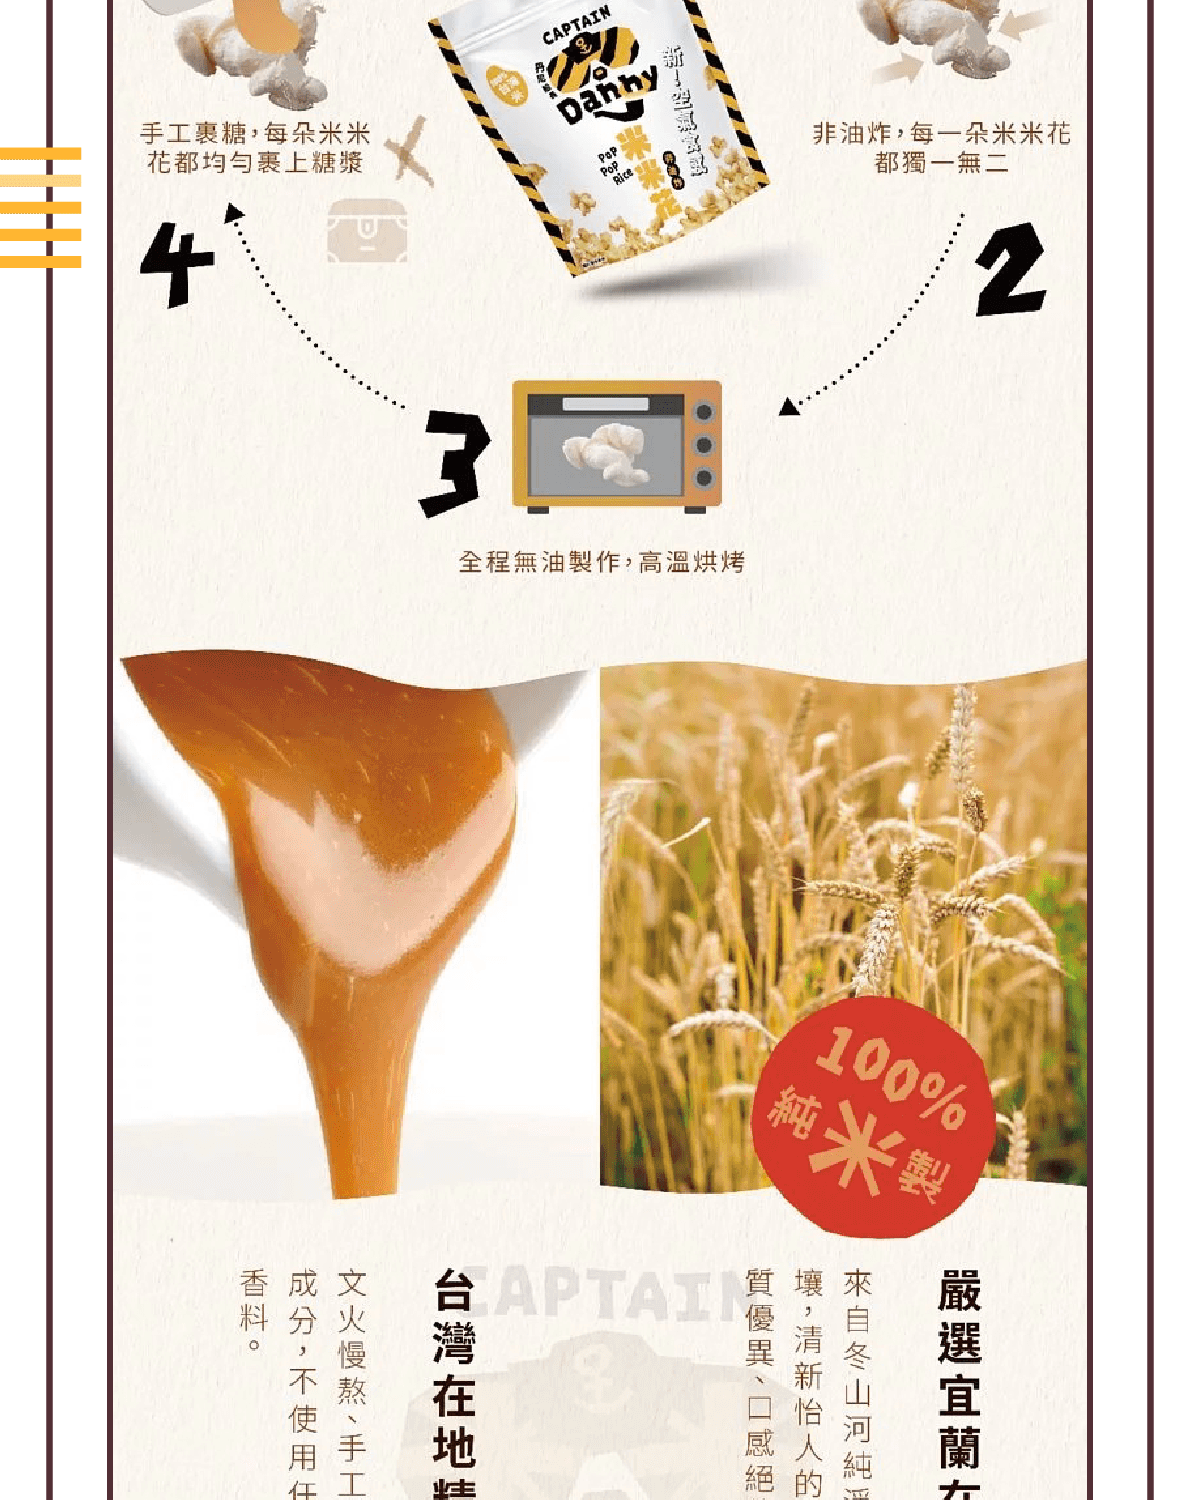 手工裹糖，每朵米米
花都均勻裹上糖漿
CAPTAIN
Danny
新！空氣
米米花
POP
POP
Rice
非油炸，每一朵米米花
都獨一無二
4
2
3
全程無油製作，高溫烘烤
100%
純米製
嚴選宜蘭在
來自冬山河純淨
壤，清新怡人的
質優異、口感絕
CAPTAIN
台灣在地精
文火慢熬、手工
成分，不使用任
香料。